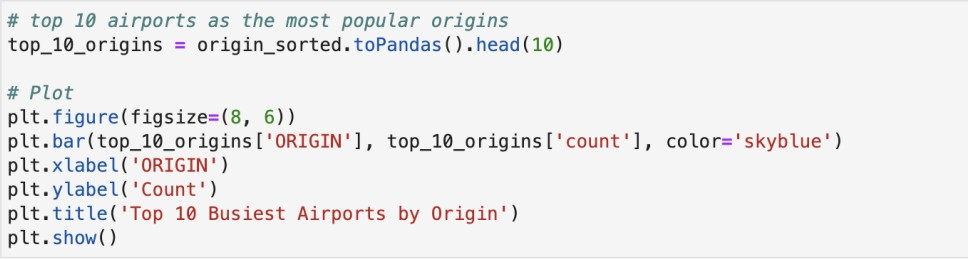 # top 10 airports as the most popular origins
top_10_origins = origin_sorted.toPandas().head(10)

# Plot
plt.figure(figsize=(8, 6))
plt.bar(top_10_origins['ORIGIN'], top_10_origins['count'], color='skyblue')
plt.xlabel('ORIGIN')
plt.ylabel('Count')
plt.title('Top 10 Busiest Airports by Origin')
plt.show()